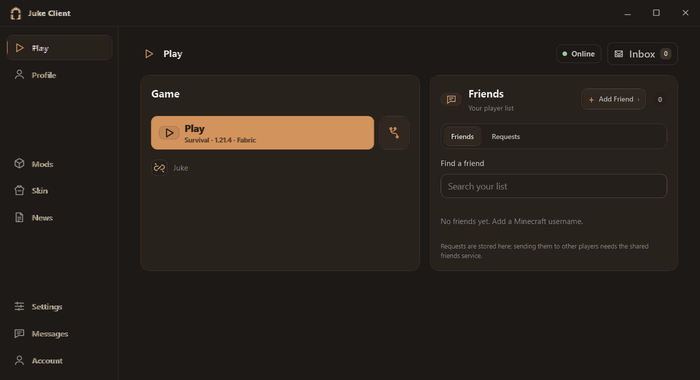 Juke Client
Play
Profile
Mods
Skin
News
Settings
Messages
Account
Play
Online
Inbox 0
Game
Play
Survival · 1.21.4 · Fabric
Juke
Friends
Your player list
+ Add Friend ›
0
Friends
Requests
Find a friend
Search your list
No friends yet. Add a Minecraft username.
Requests are stored here; sending them to other players needs the shared
friends service.